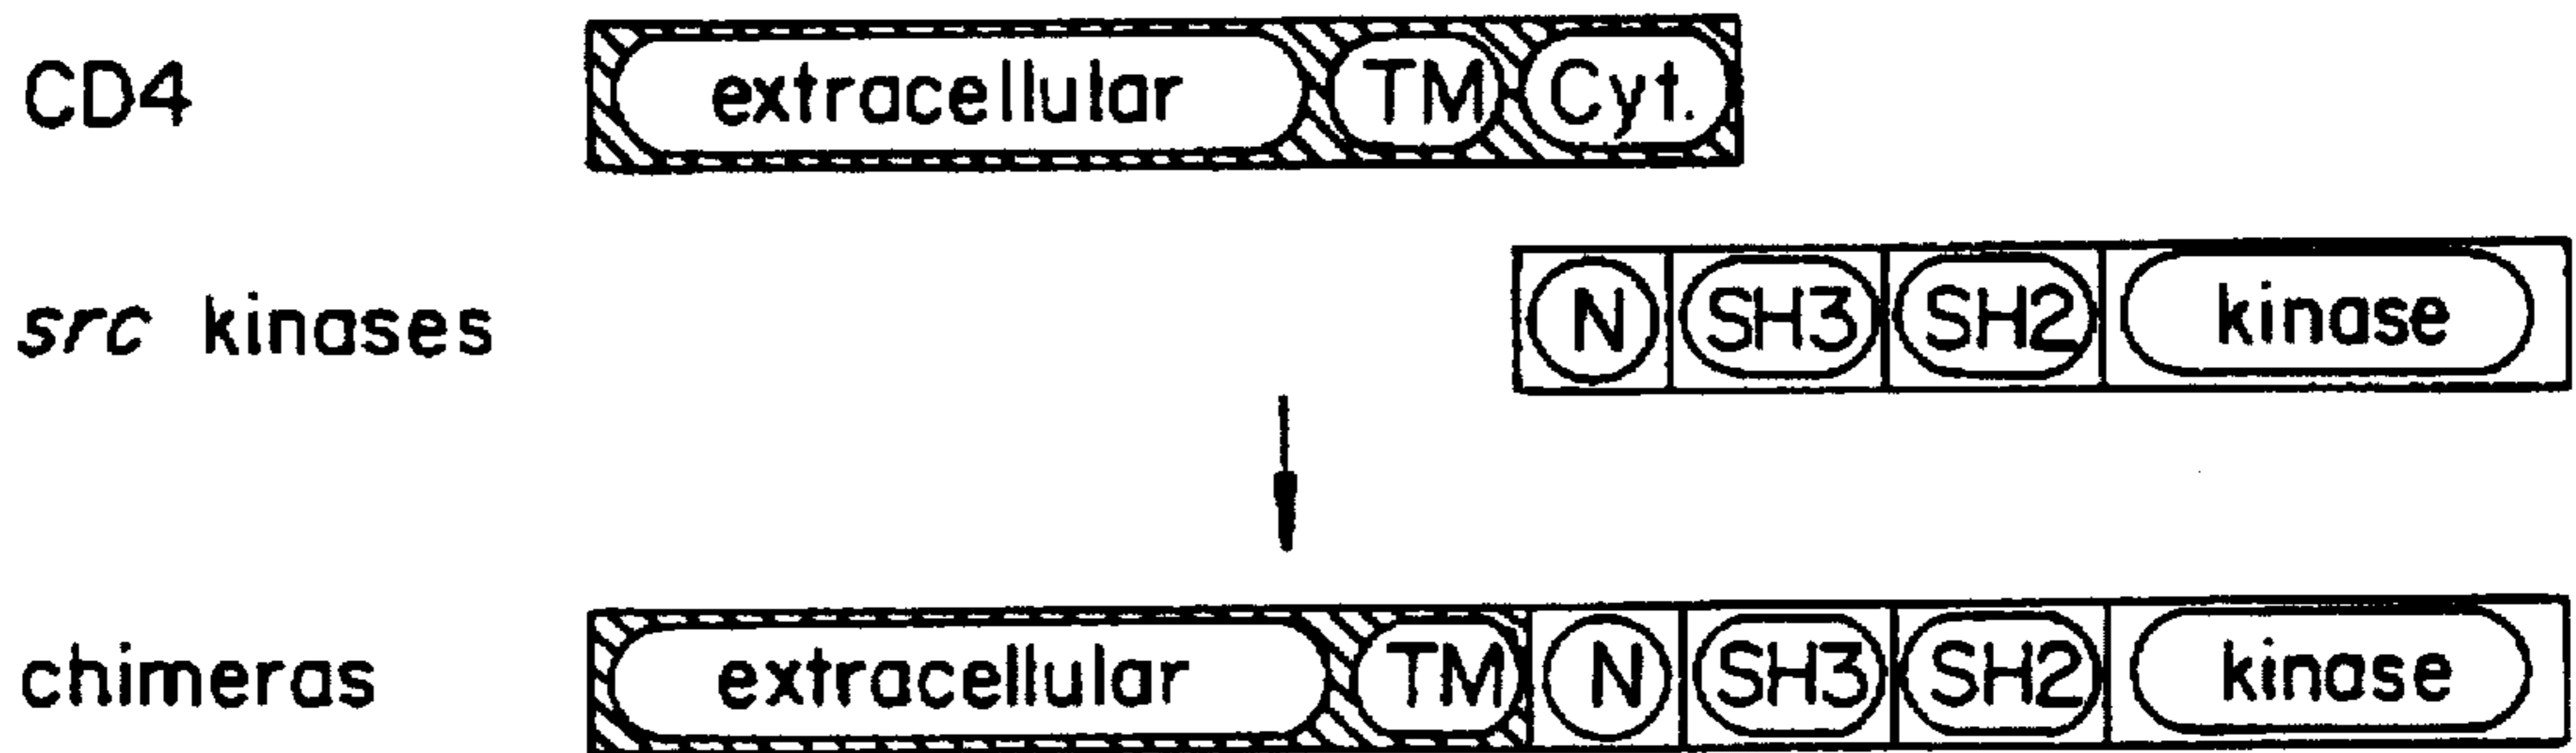 CD4 extracellular TM Cyt.
src kinases N SH3 SH2 kinase
chimeras extracellular TM N SH3 SH2 kinase